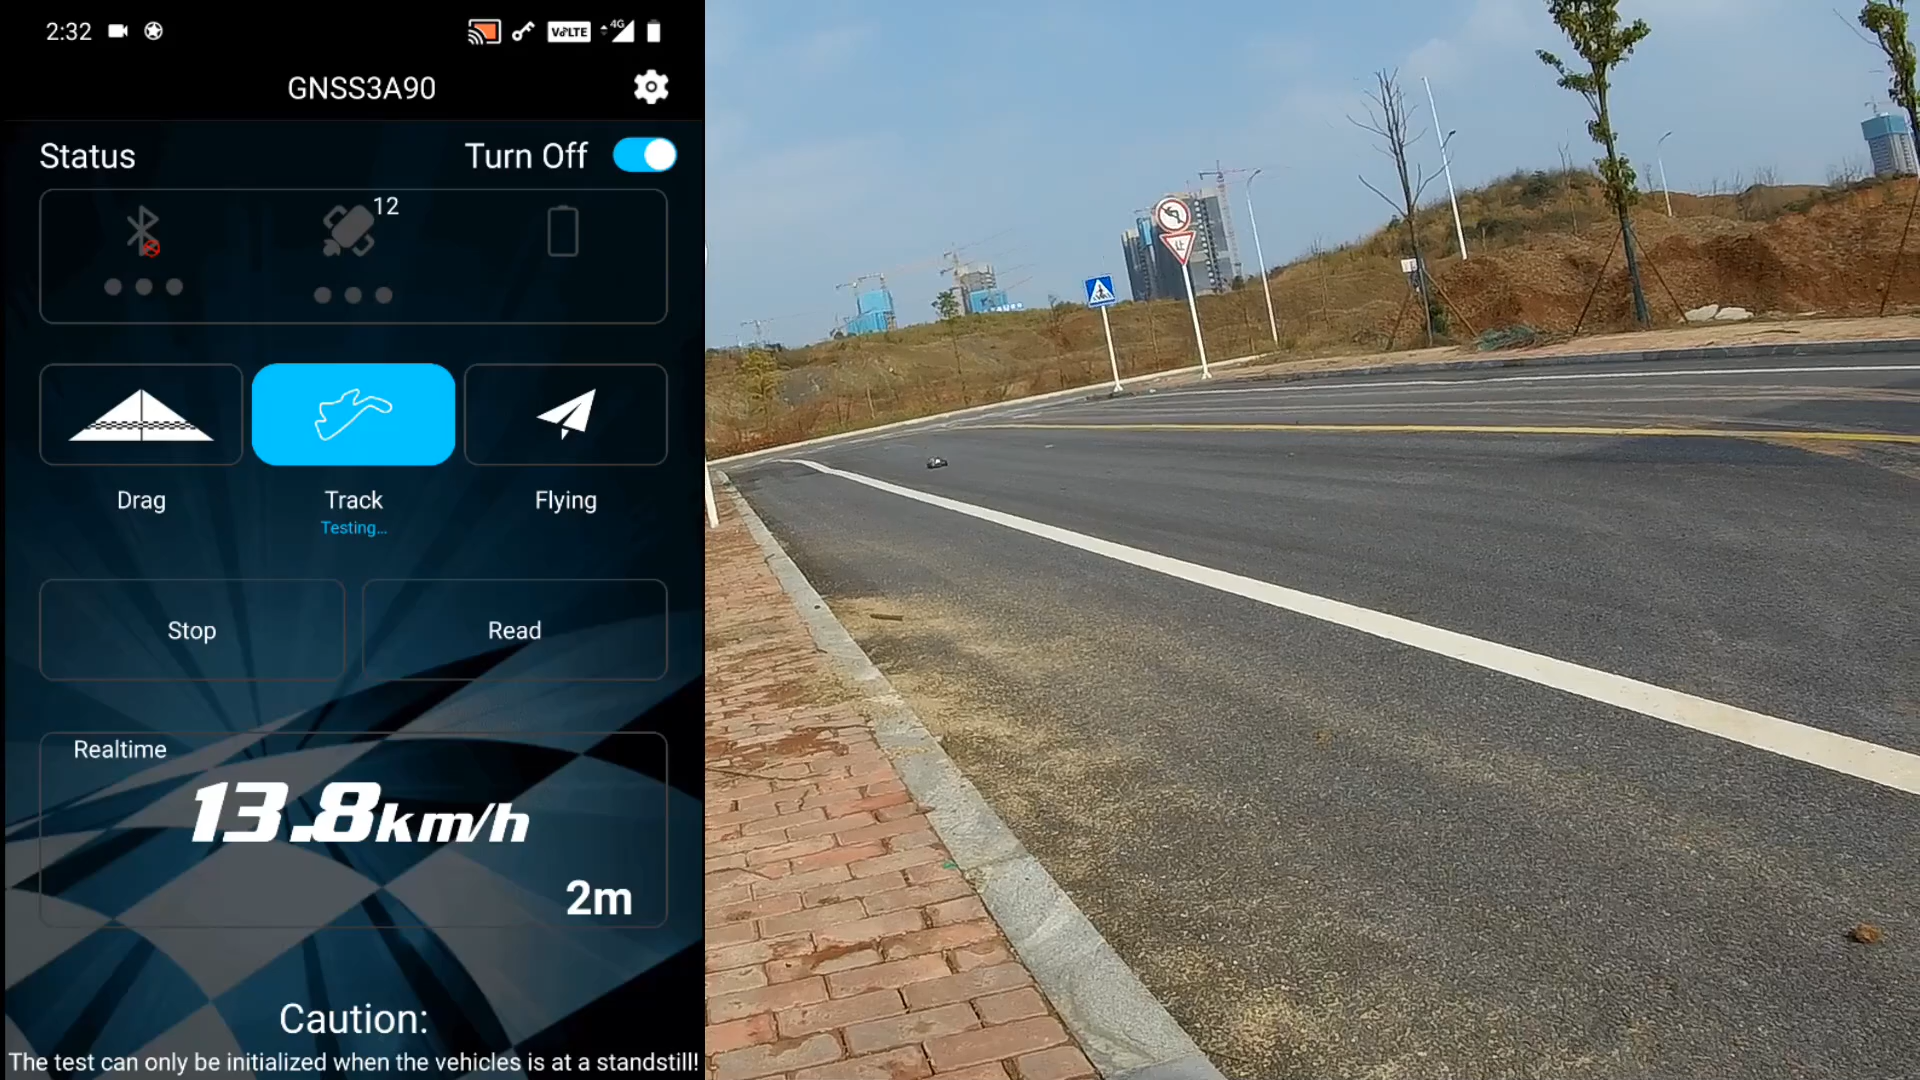 2:32
VoLTE
4G
GNSS3A90
Status
Turn Off
12
Drag
Track
Flying
Testing...
Stop
Read
Realtime
13.8km/h
2m
Caution:
The test can only be initialized when the vehicles is at a standstill!
让